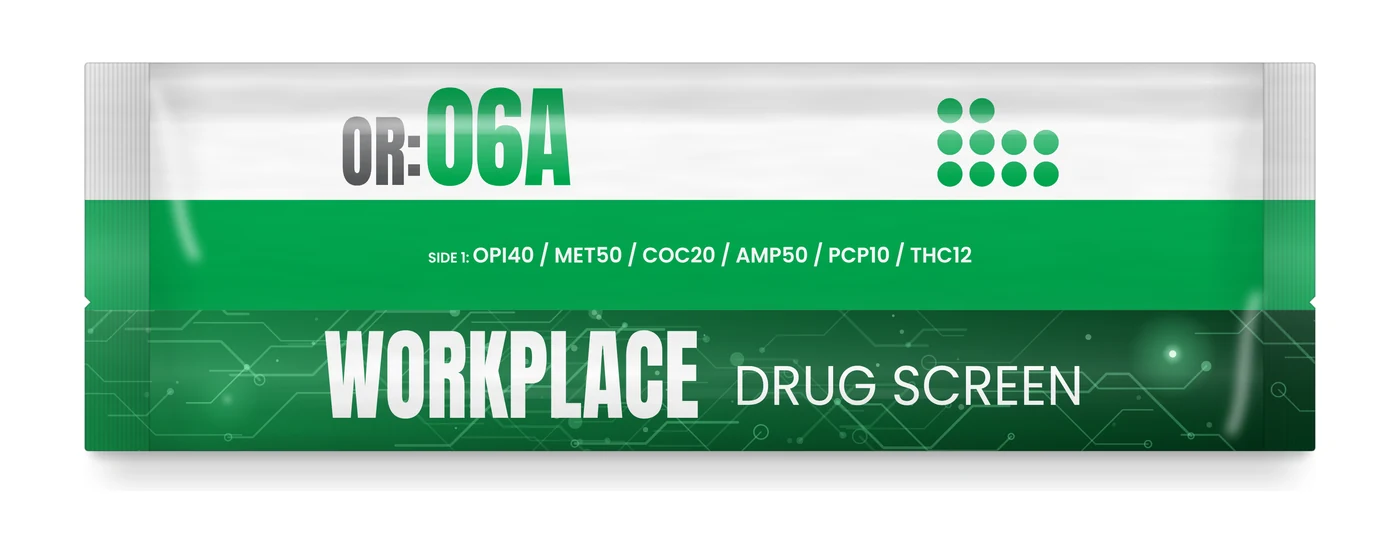 OR:06A
SIDE 1: OPI40 / MET50 / COC20 / AMP50 / PCP10 / THC12
WORKPLACE DRUG SCREEN